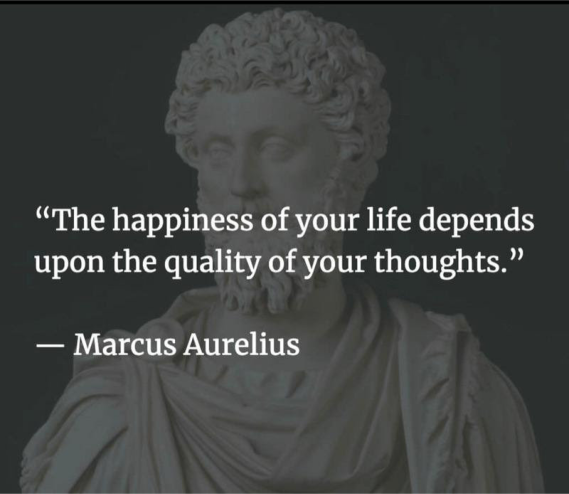 “The happiness of your life depends
upon the quality of your thoughts.”
— Marcus Aurelius